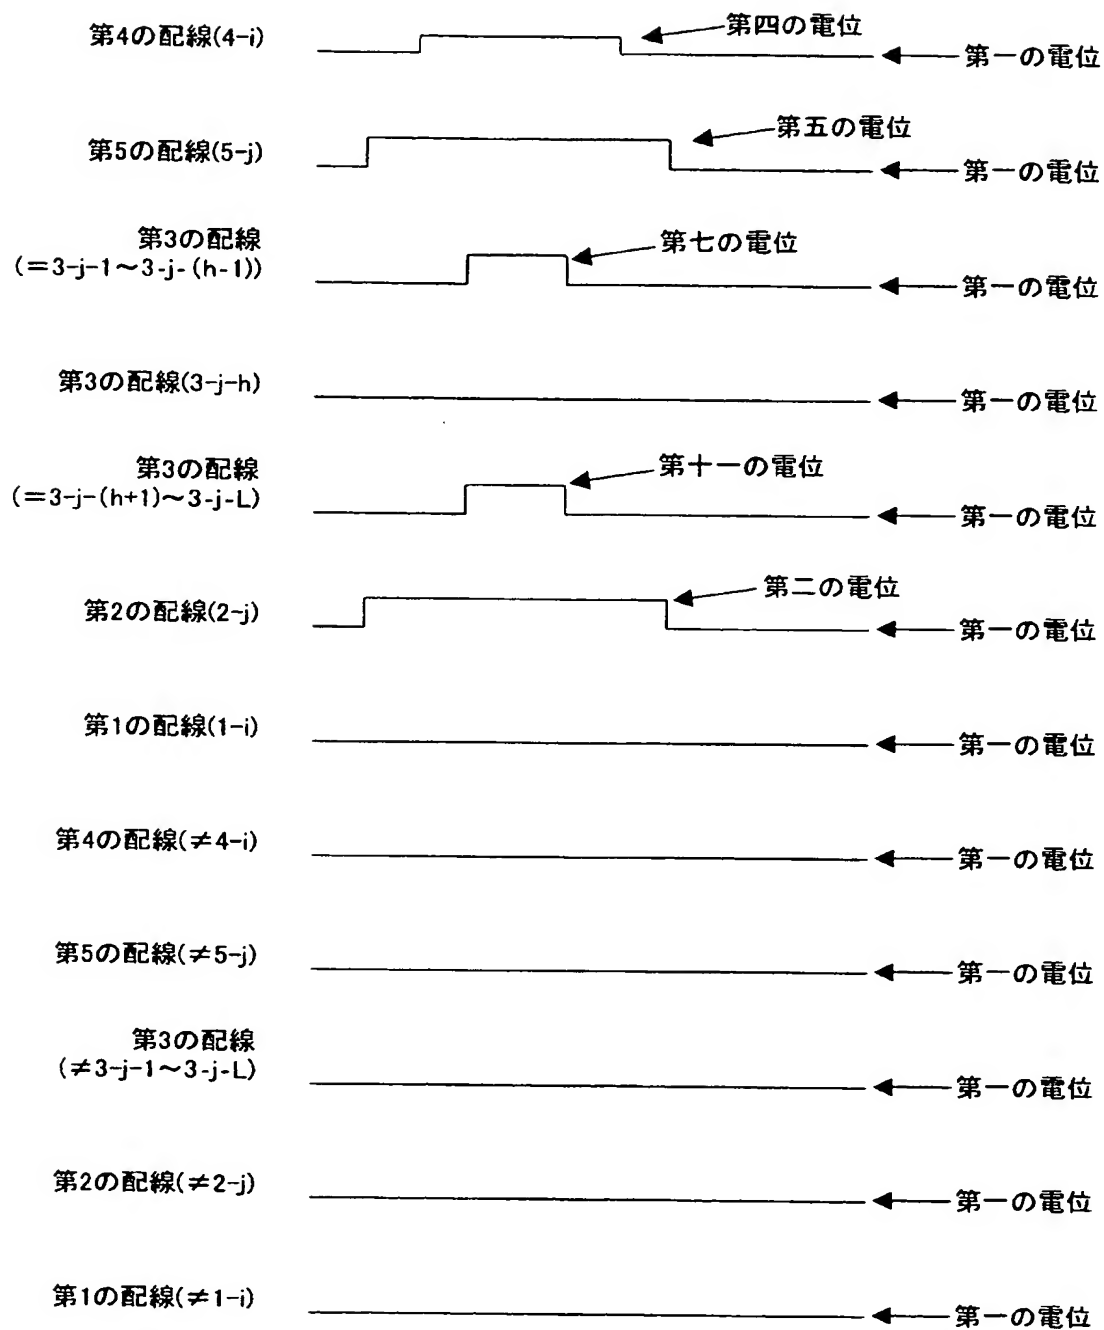 第4の配線(4-i)
第四の電位
第一の電位
第5の配線(5-j)
第五の電位
第一の電位
第3の配線
(=3-j-1~3-j-(h-1))
第七の電位
第一の電位
第3の配線(3-j-h)
第一の電位
第3の配線
(=3-j-(h+1)~3-j-L)
第十一の電位
第一の電位
第2の配線(2-j)
第二の電位
第一の電位
第1の配線(1-i)
第一の電位
第4の配線(≠4-i)
第一の電位
第5の配線(≠5-j)
第一の電位
第3の配線
(≠3-j-1~3-j-L)
第一の電位
第2の配線(≠2-j)
第一の電位
第1の配線(≠1-i)
第一の電位